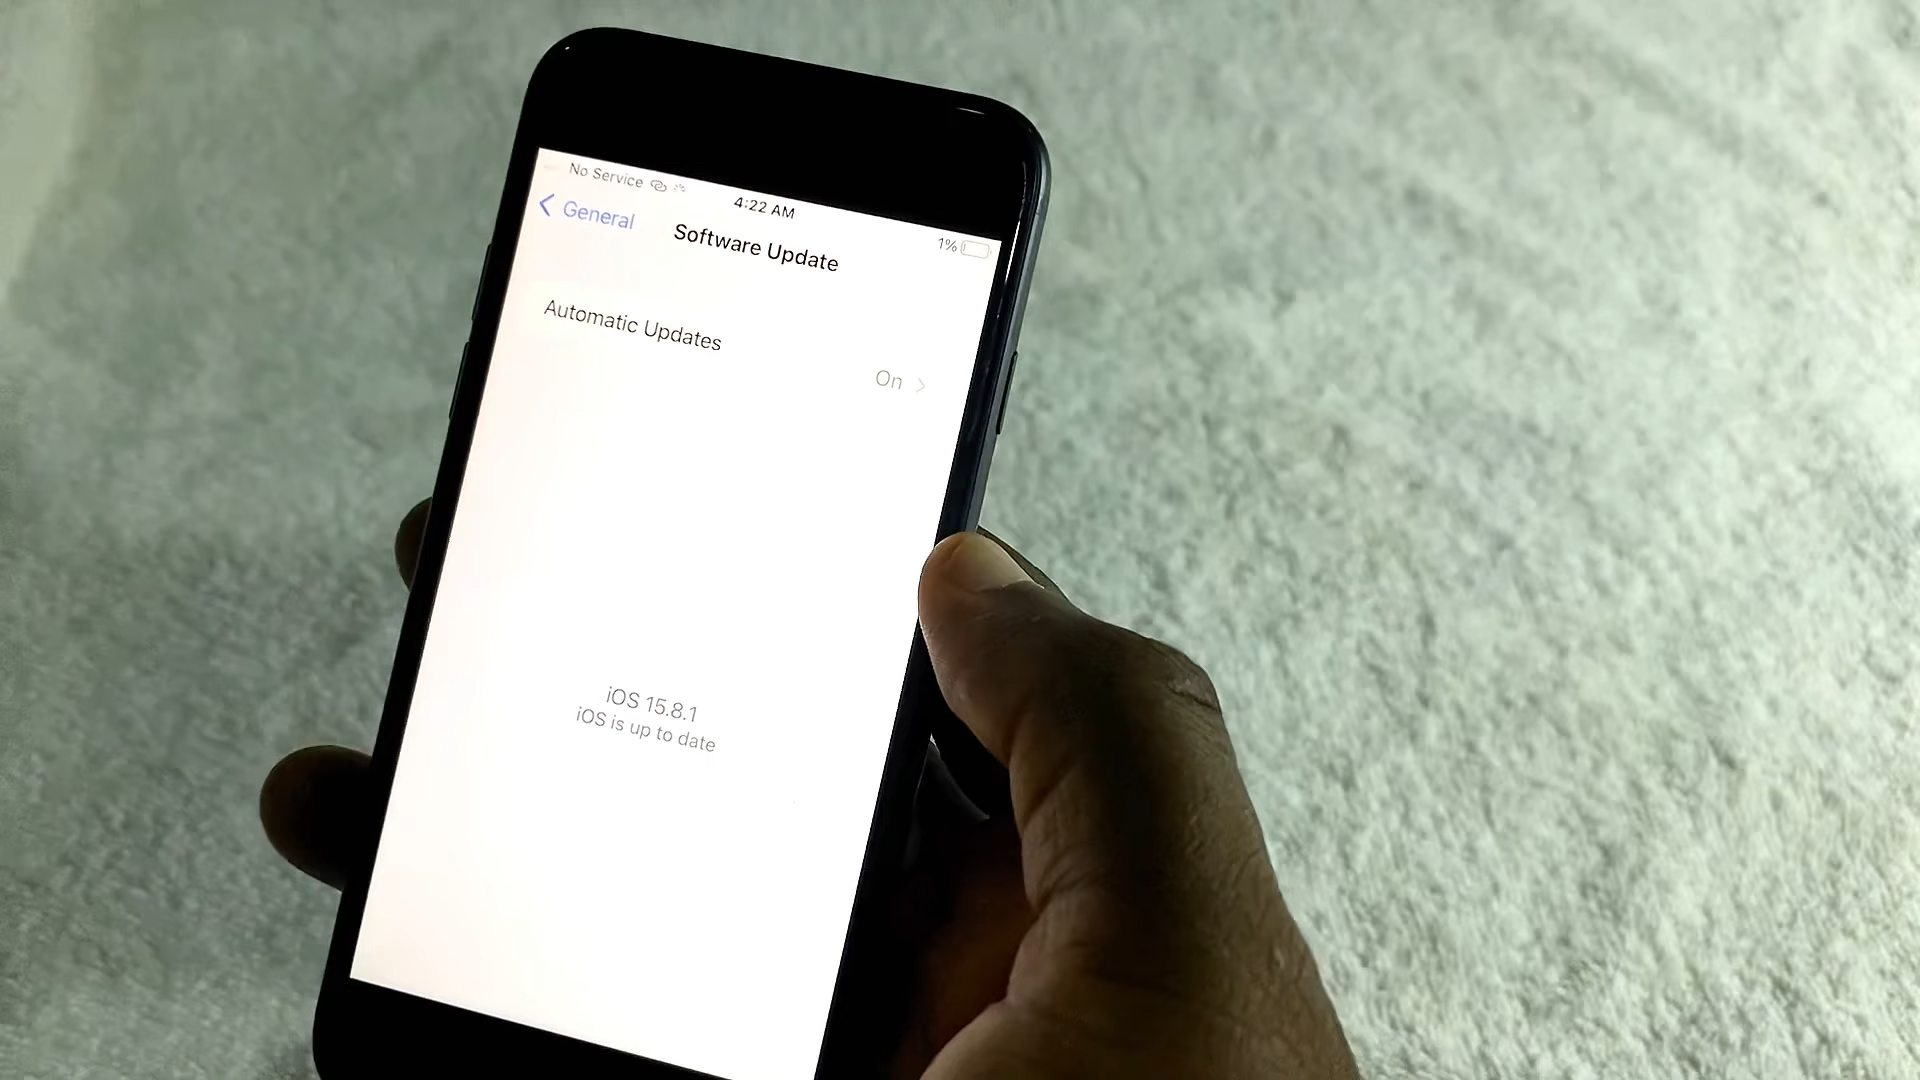 No Service
4:22 AM
1%
General
Software Update
Automatic Updates
On
iOS 15.8.1
iOS is up to date